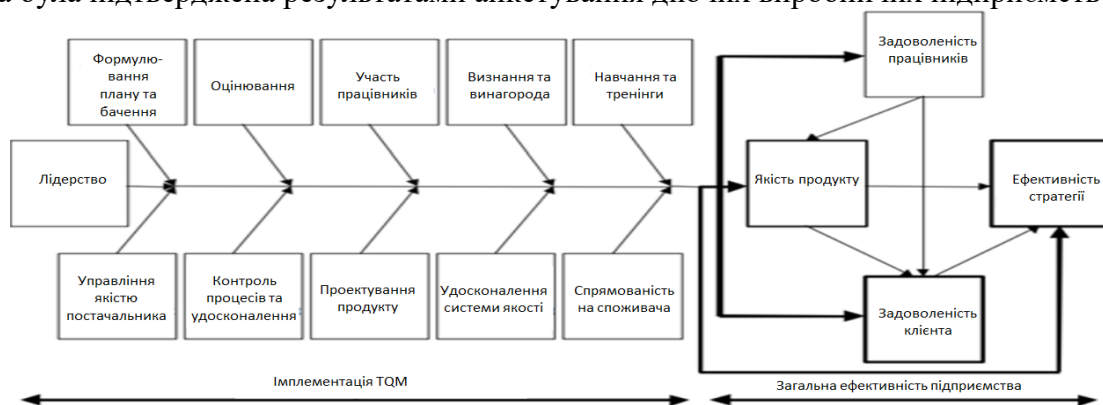 а була підтверджена результатами анкетування діючих виробничих підприємств
Формулю-
вання
плану та
бачення
Оцінювання
Участь
працівників
Визнання та
винагорода
Навчання та
тренінги
Задоволеність
працівників
Лідерство
Якість продукту
Ефективність
стратегії
Управління
якістю
постачальника
Контроль
процесів та
удосконалення
Проектування
продукту
Удосконалення
системи якості
Спрямованість
на споживача
Задоволеність
клієнта
Імплементація TQM
Загальна ефективність підприємства